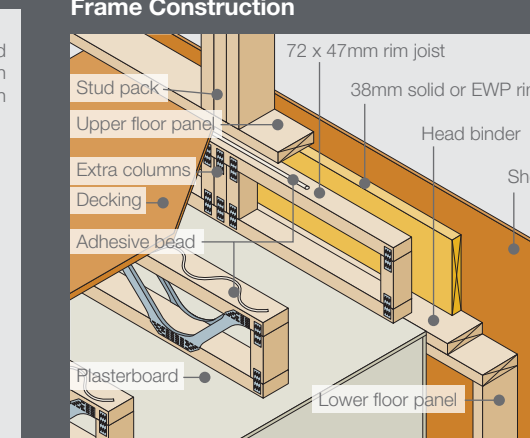 Frame Construction
72 x 47mm rim joist
Stud pack
38mm solid or EWP
Upper floor panel
Head binder
Extra columns
Decking
Adhesive bead
Plasterboard
Lower floor panel